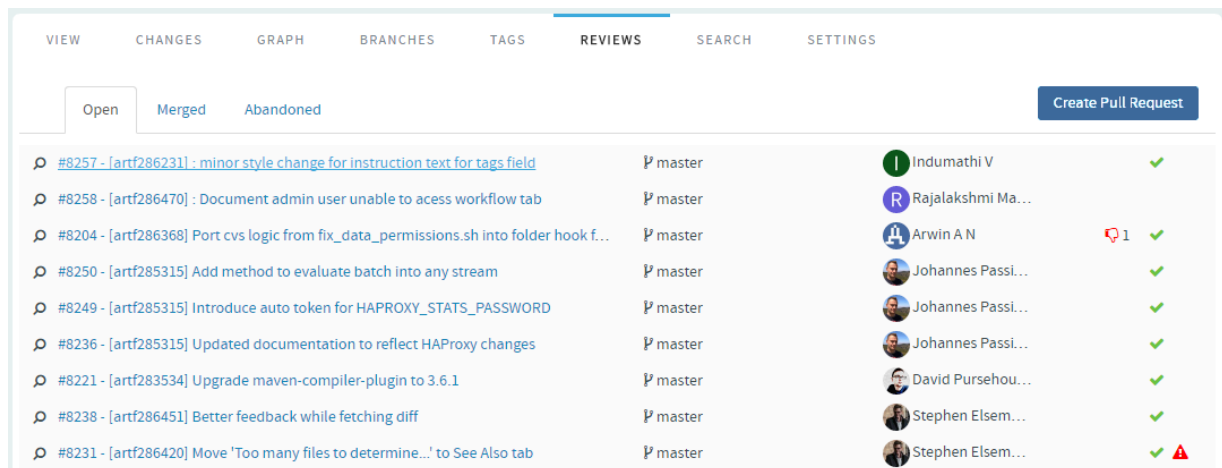 VIEW CHANGES GRAPH BRANCHES TAGS REVIEWS SEARCH SETTINGS
Open Merged Abandoned Create Pull Request
#8257 - [artf286231] : minor style change for instruction text for tags field master I Indumathi V
#8258 - [artf286470] : Document admin user unable to acess workflow tab master R Rajalakshmi Ma...
#8204 - [artf286368] Port cvs logic from fix_data_permissions.sh into folder hook f... master Arwin A N 1
#8250 - [artf285315] Add method to evaluate batch into any stream master Johannes Passi...
#8249 - [artf285315] Introduce auto token for HAPROXY_STATS_PASSWORD master Johannes Passi...
#8236 - [artf285315] Updated documentation to reflect HAProxy changes master Johannes Passi...
#8221 - [artf283534] Upgrade maven-compiler-plugin to 3.6.1 master David Pursehou...
#8238 - [artf286451] Better feedback while fetching diff master Stephen Elsem...
#8231 - [artf286420] Move 'Too many files to determine...' to See Also tab master Stephen Elsem...